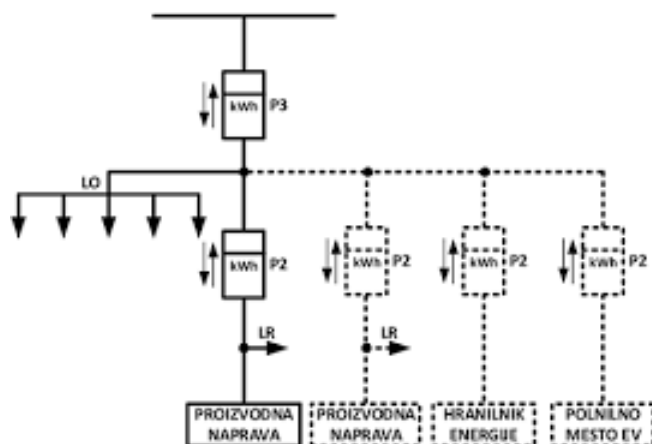 kWh P3
LO
kWh P2 kWh P2 kWh P2 kWh P2
LR LR
PROIZVODNA NAPRAVA
PROIZVODNA NAPRAVA
HRANILNIK ENERGIJE
POLNILNO MESTO EV